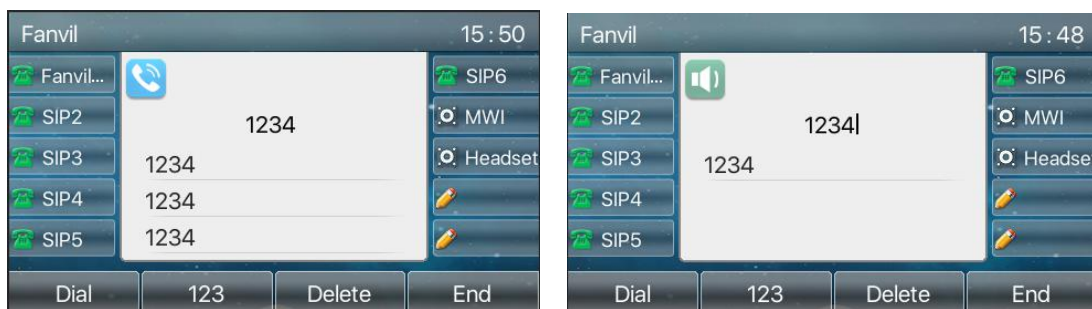 Fanvil 15:50
Fanvil... SIP6
SIP2 1234 MWI
SIP3 1234 Headset
SIP4 1234
SIP5 1234
Dial 123 Delete End
Fanvil 15:48
Fanvil... SIP6
SIP2 1234 MWI
SIP3 1234 Headse
SIP4
SIP5
Dial 123 Delete End